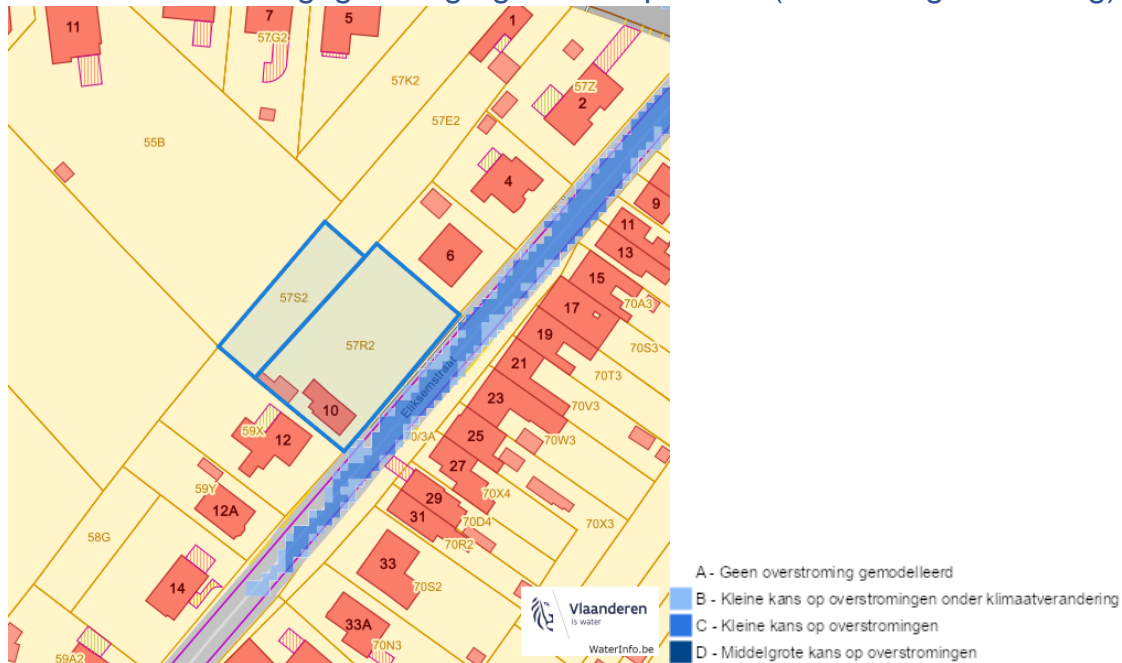 11
7
57G2
5
1
57Z
2
57K2
57E2
55B
4
9
11
13
6
15
70A3
57S2
17
57R2
19
70S3
21
70T3
Eliksemstraat
23
70V3
10
59X
12
0/3A
25
70W3
27
59Y
70X4
29
12A
70D4
31
70X3
58G
70R2
33
14
70S2
33A
70N3
59A2
Vlaanderen
is water
WaterInfo.be
A - Geen overstroming gemodelleerd
B - Kleine kans op overstromingen onder klimaatverandering
C - Kleine kans op overstromingen
D - Middelgrote kans op overstromingen